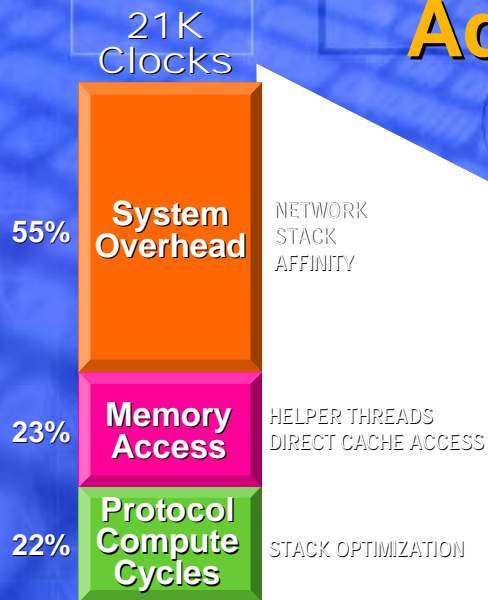 21K
Clocks
55%
System
Overhead
NETWORK
STACK
AFFINITY
23%
Memory
Access
HELPER THREADS
DIRECT CACHE ACCESS
22%
Protocol
Compute
Cycles
STACK OPTIMIZATION